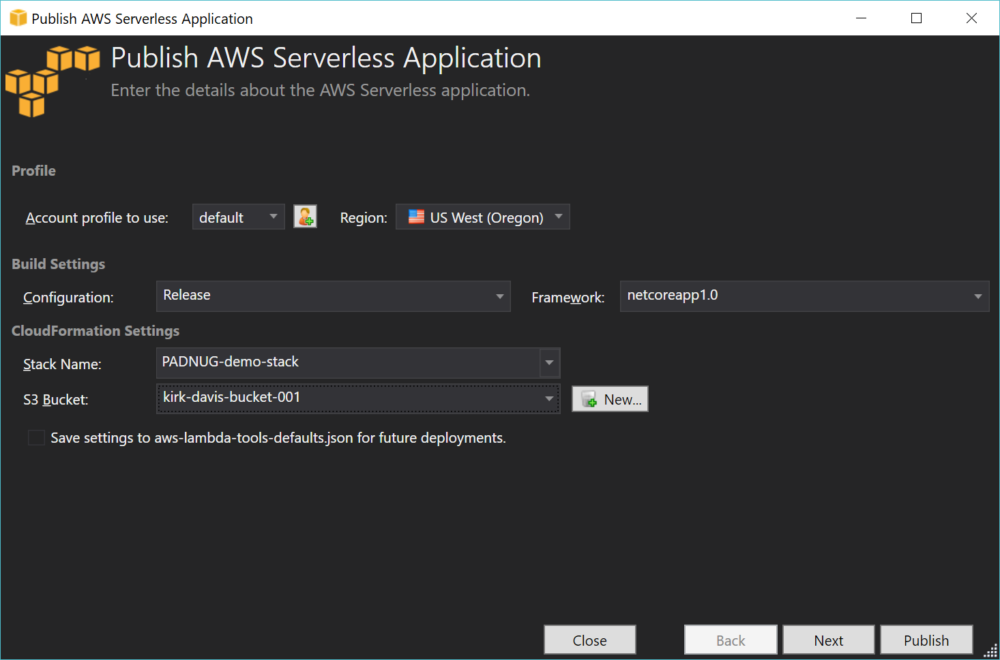 Publish AWS Serverless Application
Publish AWS Serverless Application
Enter the details about the AWS Serverless application.
Profile
Account profile to use: default Region: US West (Oregon)
Build Settings
Configuration: Release Framework: netcoreapp1.0
CloudFormation Settings
Stack Name: PADNUG-demo-stack
S3 Bucket: kirk-davis-bucket-001 New...
Save settings to aws-lambda-tools-defaults.json for future deployments.
Close Back Next Publish